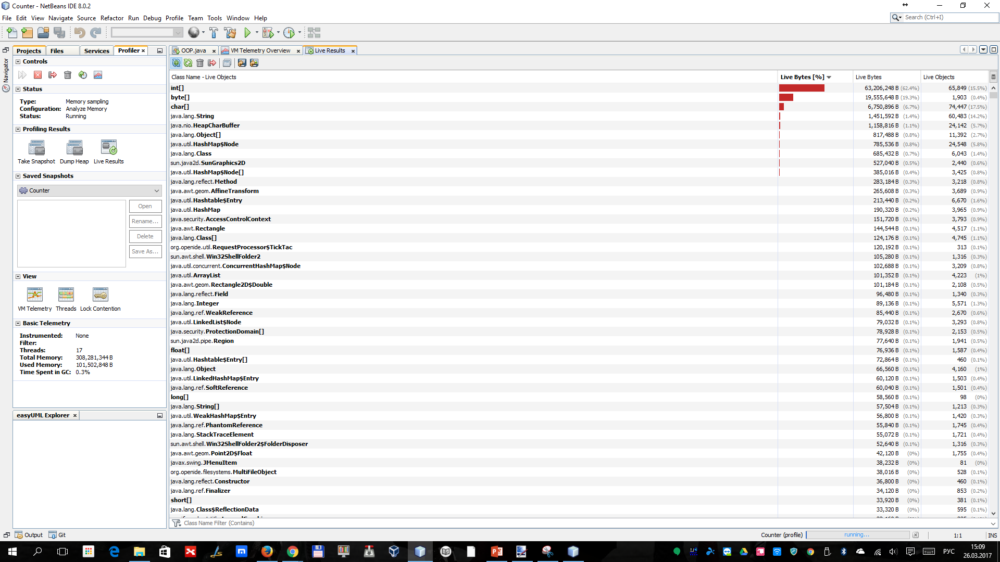 Counter - NetBeans IDE 8.0.2
File Edit View Navigate Source Refactor Run Debug Profile Team Tools Window Help
Search (Ctrl+I)
Projects Files Services Profiler
OOP.java VM Telemetry Overview Live Results
Navigator
Controls
Status
Type: Memory sampling
Configuration: Analyze Memory
Status: Running
Profiling Results
Take Snapshot Dump Heap Live Results
Saved Snapshots
Counter
Open
Rename...
Delete
Save As...
View
VM Telemetry Threads Lock Contention
Basic Telemetry
Instrumented: None
Filter:
Threads: 17
Total Memory: 308,281,344 B
Used Memory: 101,502,848 B
Time Spent in GC: 0.3%
easyUML Explorer
Class Name - Live Objects Live Bytes [%] Live Bytes Live Objects
int[] 63,206,248 B (62.4%) 65,849 (15.5%)
byte[] 19,555,648 B (19.3%) 1,903 (0.4%)
char[] 6,750,896 B (6.7%) 74,447 (17.5%)
java.lang.String 1,451,592 B (1.4%) 60,483 (14.2%)
java.nio.HeapCharBuffer 1,158,816 B (1.1%) 24,142 (5.7%)
java.lang.Object[] 817,488 B (0.8%) 11,392 (2.7%)
java.util.HashMap$Node 785,536 B (0.8%) 24,548 (5.8%)
java.lang.Class 685,432 B (0.7%) 6,043 (1.4%)
sun.java2d.SunGraphics2D 527,040 B (0.5%) 2,440 (0.6%)
java.util.HashMap$Node[] 385,016 B (0.4%) 3,425 (0.8%)
java.lang.reflect.Method 283,184 B (0.3%) 3,218 (0.8%)
java.awt.geom.AffineTransform 265,608 B (0.3%) 3,689 (0.9%)
java.util.Hashtable$Entry 213,440 B (0.2%) 6,670 (1.6%)
java.util.HashMap 190,320 B (0.2%) 3,965 (0.9%)
java.security.AccessControlContext 151,720 B (0.1%) 3,793 (0.9%)
java.awt.Rectangle 144,544 B (0.1%) 4,517 (1.1%)
java.lang.Class[] 124,176 B (0.1%) 4,745 (1.1%)
org.openide.util.RequestProcessor$TickTac 120,192 B (0.1%) 313 (0.1%)
sun.awt.shell.Win32ShellFolder2 105,280 B (0.1%) 1,316 (0.3%)
java.util.concurrent.ConcurrentHashMap$Node 102,688 B (0.1%) 3,209 (0.8%)
java.util.ArrayList 101,352 B (0.1%) 4,223 (1%)
java.awt.geom.Rectangle2D$Double 101,184 B (0.1%) 2,108 (0.5%)
java.lang.reflect.Field 96,480 B (0.1%) 1,340 (0.3%)
java.lang.Integer 89,136 B (0.1%) 5,571 (1.3%)
java.lang.ref.WeakReference 85,440 B (0.1%) 2,670 (0.6%)
java.util.LinkedList$Node 79,032 B (0.1%) 3,293 (0.8%)
java.security.ProtectionDomain[] 78,928 B (0.1%) 2,153 (0.5%)
sun.java2d.pipe.Region 77,640 B (0.1%) 1,941 (0.5%)
float[] 76,936 B (0.1%) 1,587 (0.4%)
java.util.Hashtable$Entry[] 72,864 B (0.1%) 460 (0.1%)
java.lang.Object 66,560 B (0.1%) 4,160 (1%)
java.util.LinkedHashMap$Entry 60,120 B (0.1%) 1,503 (0.4%)
java.lang.ref.SoftReference 60,040 B (0.1%) 1,501 (0.4%)
long[] 58,560 B (0.1%) 98 (0%)
java.lang.String[] 57,504 B (0.1%) 1,213 (0.3%)
java.util.WeakHashMap$Entry 56,800 B (0.1%) 1,420 (0.3%)
java.lang.ref.PhantomReference 55,840 B (0.1%) 1,745 (0.4%)
java.lang.StackTraceElement 55,072 B (0.1%) 1,721 (0.4%)
sun.awt.shell.Win32ShellFolder2$FolderDisposer 52,640 B (0.1%) 1,316 (0.3%)
java.awt.geom.Point2D$Float 42,120 B (0%) 1,755 (0.4%)
javax.swing.JMenuItem 38,232 B (0%) 81 (0%)
org.openide.filesystems.MultiFileObject 38,016 B (0%) 528 (0.1%)
java.lang.reflect.Constructor 36,800 B (0%) 460 (0.1%)
java.lang.ref.Finalizer 34,120 B (0%) 853 (0.2%)
short[] 33,920 B (0%) 381 (0.1%)
java.lang.Class$ReflectionData 33,320 B (0%) 595 (0.1%)
Class Name Filter (Contains)
Output Git
Counter (profile) running... 1:1 INS
РУС
15:09
26.03.2017